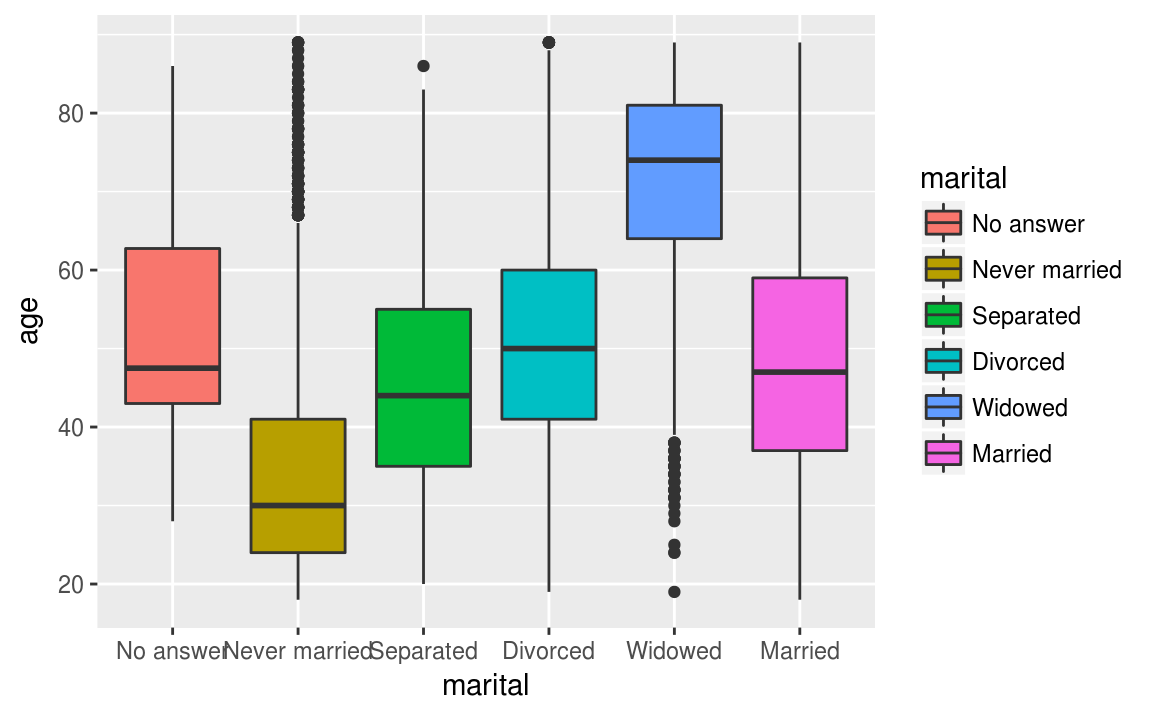 age
80
60
40
20
No answer
Never married
Separated
Divorced
Widowed
Married
marital
marital
No answer
Never married
Separated
Divorced
Widowed
Married